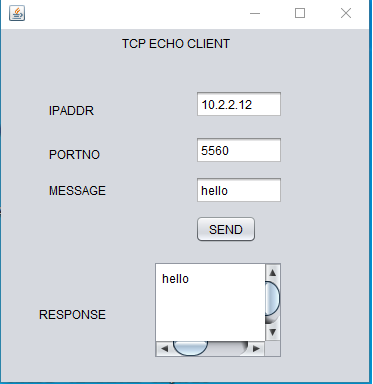 TCP ECHO CLIENT
IPADDR 10.2.2.12
PORTNO 5560
MESSAGE hello
SEND
hello
RESPONSE